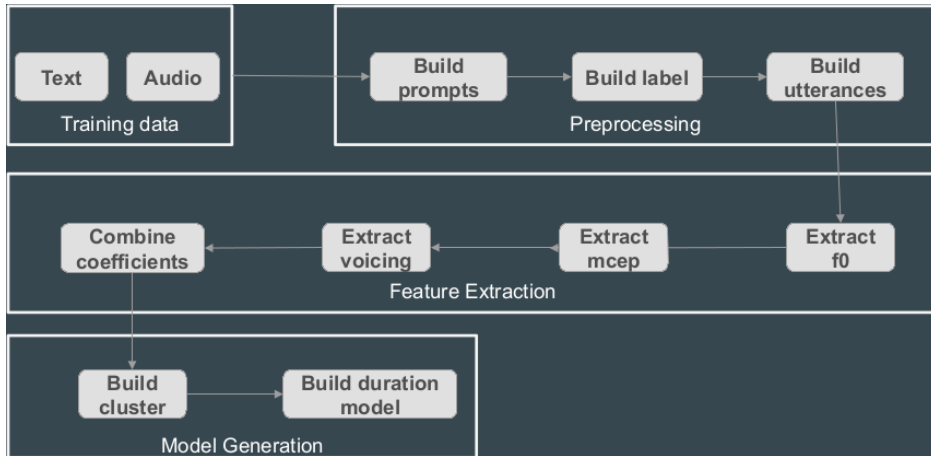 Text
Audio
Training data
Build
prompts
Build label
Build
utterances
Preprocessing
Combine
coefficients
Extract
voicing
Extract
mcep
Extract
f0
Feature Extraction
Build
cluster
Build duration
model
Model Generation